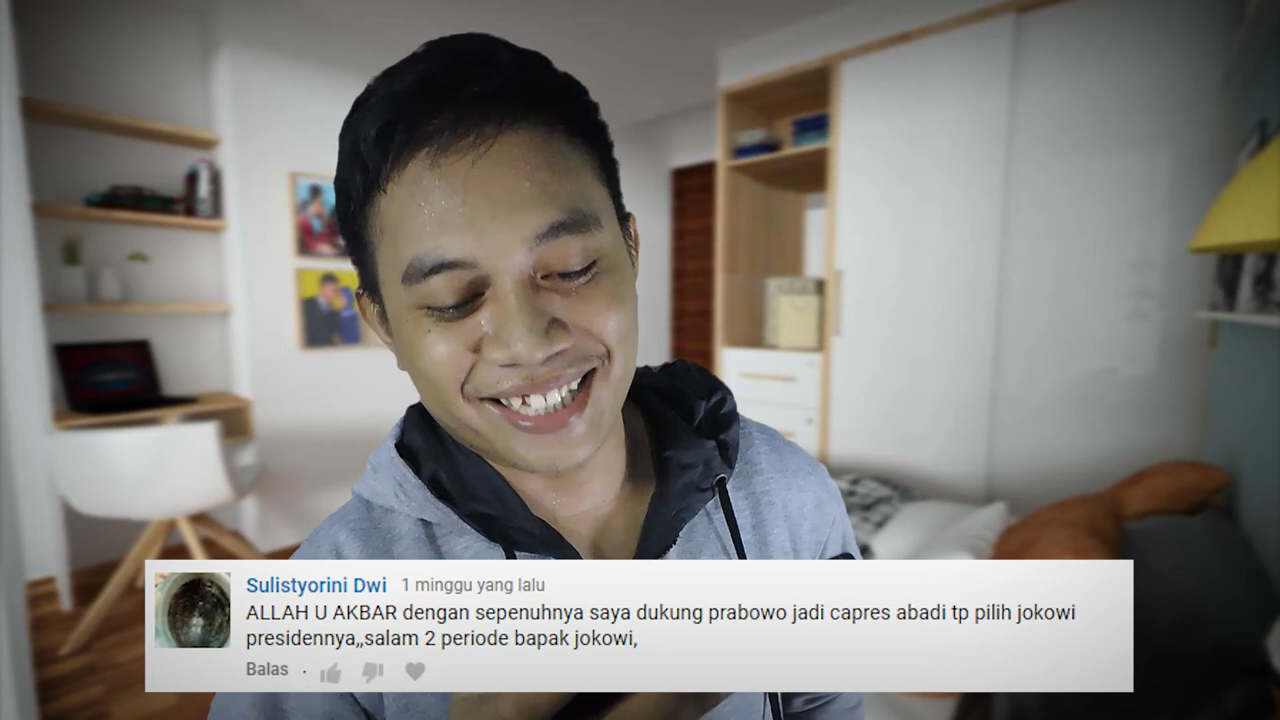 Sulistyorini Dwi 1 minggu yang lalu
ALLAH U AKBAR dengan sepenuhnya saya dukung prabowo jadi capres abadi tp pilih jokowi
presidennya,,salam 2 periode bapak jokowi,
Balas ·